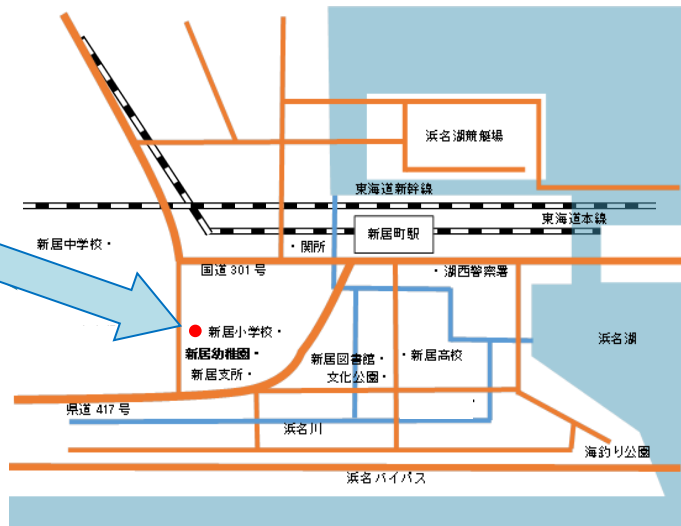 浜名湖競艇場
東海道新幹線
東海道本線
新居町駅
新居中学校・
・関所
国道 301 号
・湖西警察署
新居小学校・
浜名湖
新居幼稚園・
新居図書館・
・新居高校
新居支所・
文化公園・
県道 417 号
浜名川
海釣り公園
浜名バイパス